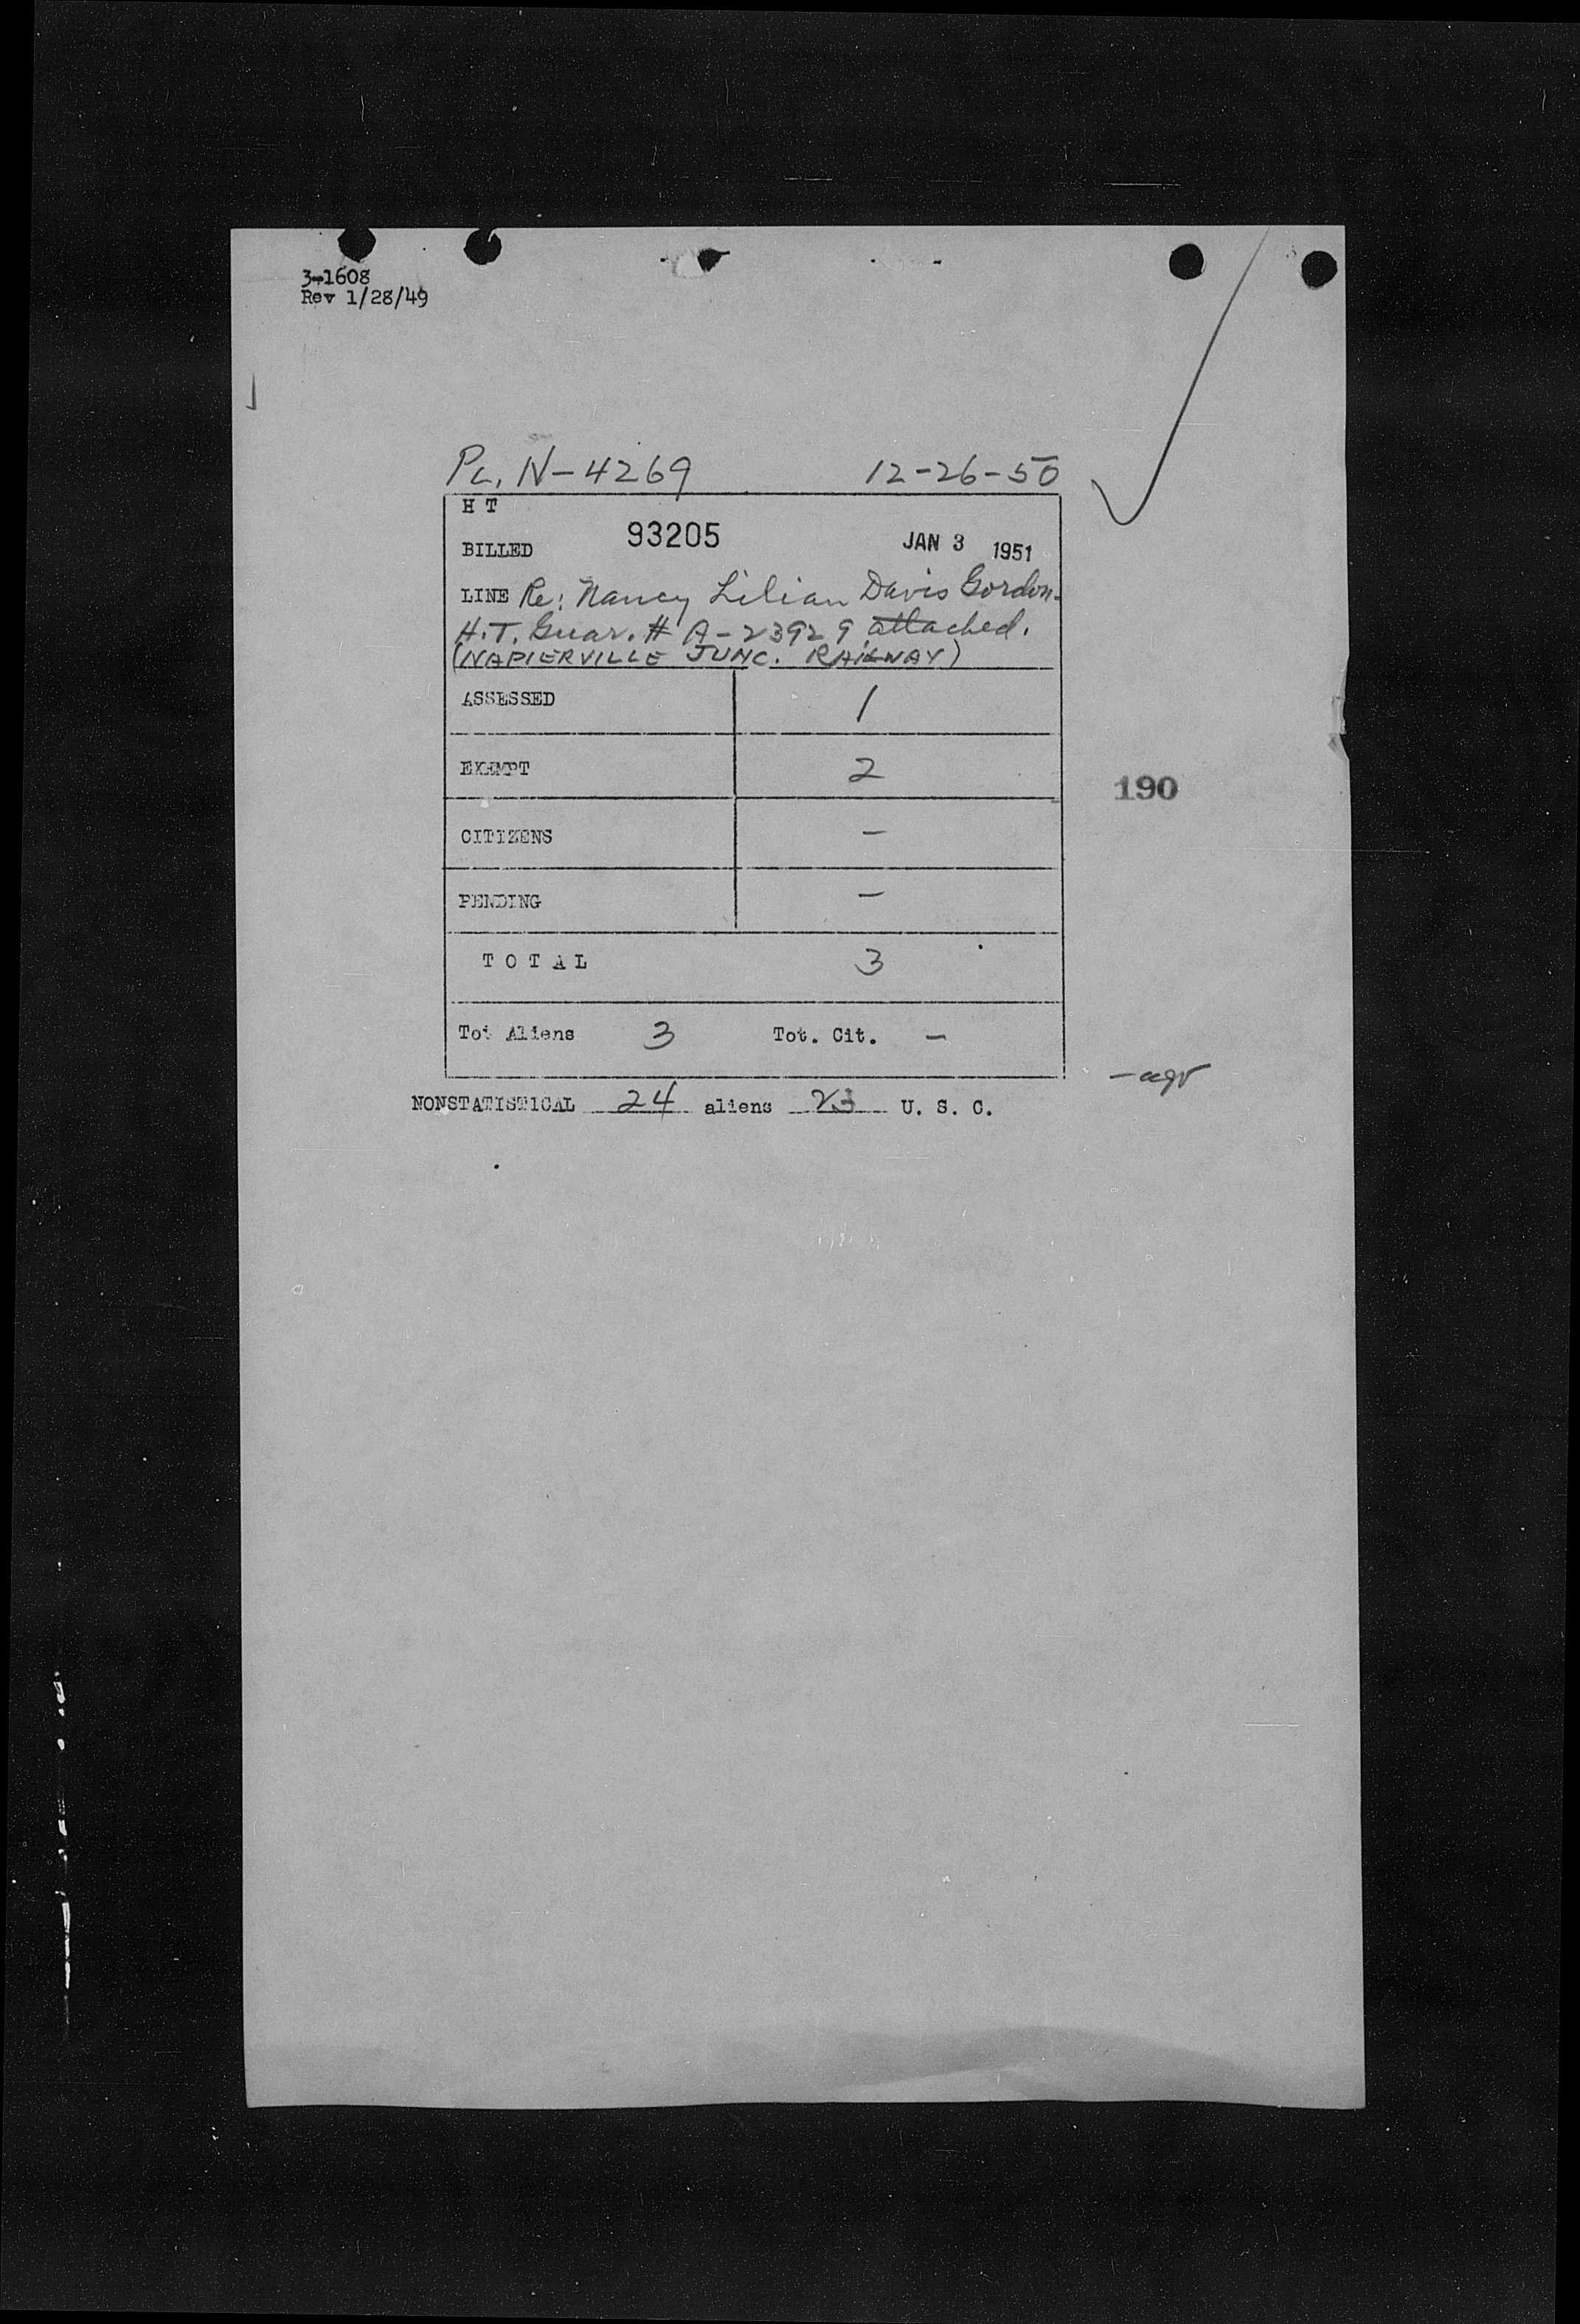 3-1608
Rev 1/28/49
PL, N-4269 12-26-50
H T
BILLED 93205 JAN 3 1951
LINE Re: Nancy Lilian Davis Gordon-
H.T. Guar. # A-23929 attached.
(NAPIERVILLE JUNC. RAILWAY)
ASSESSED 1
EXEMPT 2
190
CITIZENS -
PENDING -
T O T A L 3
Tot Aliens 3 Tot. Cit. -
NONSTATISTICAL 24 aliens 23 U. S. C.